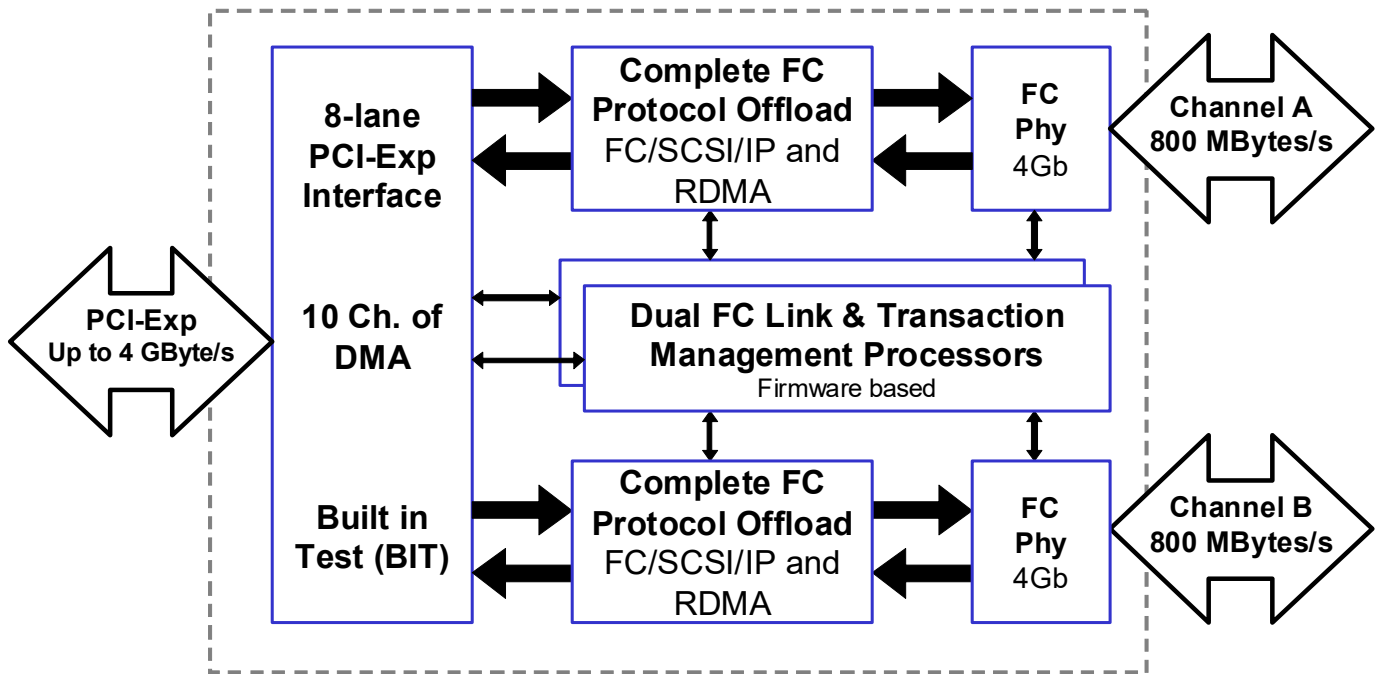 8-lane
PCI-Exp
Interface
10 Ch. of
DMA
Built in
Test (BIT)
PCI-Exp
Up to 4 GByte/s
Complete FC
Protocol Offload
FC/SCSI/IP and
RDMA
FC
Phy
4Gb
Channel A
800 MBytes/s
Dual FC Link & Transaction
Management Processors
Firmware based
Complete FC
Protocol Offload
FC/SCSI/IP and
RDMA
FC
Phy
4Gb
Channel B
800 MBytes/s